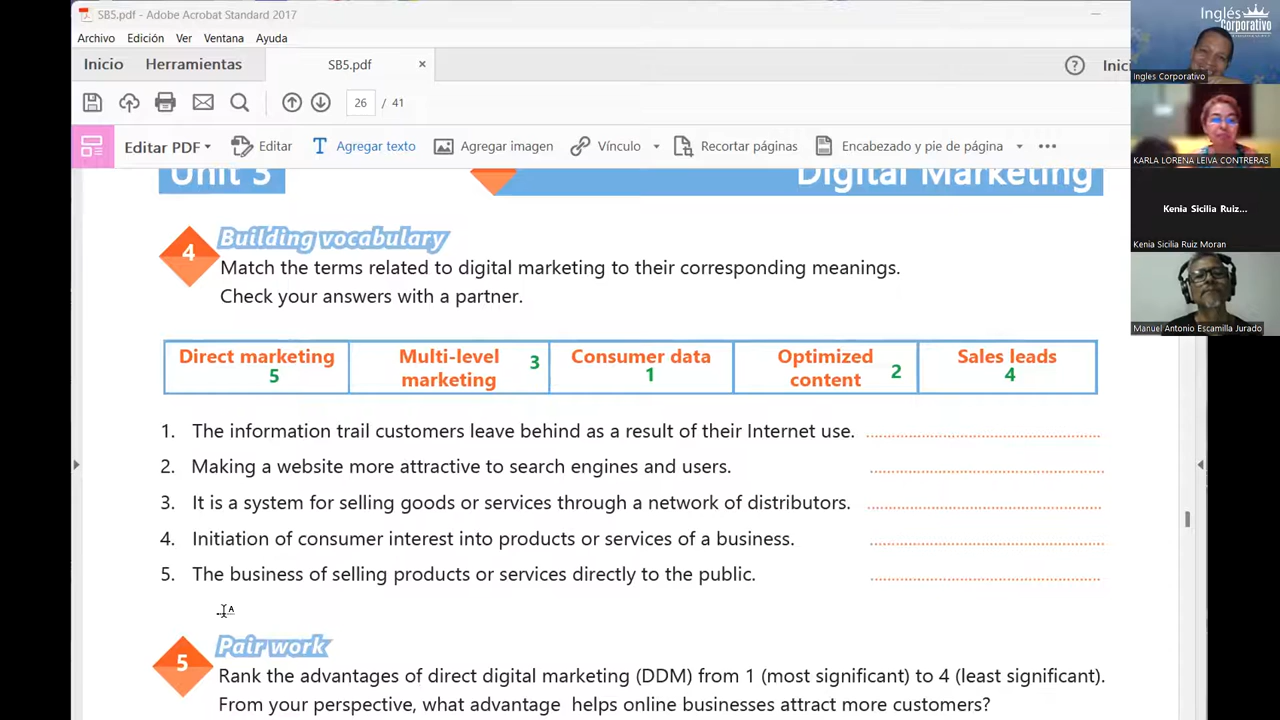 SB5.pdf - Adobe Acrobat Standard 2017
Archivo Edición Ver Ventana Ayuda
Inicio Herramientas SB5.pdf × ? Inici
26 / 41
Editar PDF Editar Agregar texto Agregar imagen Vínculo Recortar páginas Encabezado y pie de página
Unit 3 Digital Marketing
4 Building vocabulary
Match the terms related to digital marketing to their corresponding meanings.
Check your answers with a partner.
Direct marketing 5
Multi-level marketing 3
Consumer data 1
Optimized content 2
Sales leads 4
1. The information trail customers leave behind as a result of their Internet use.
2. Making a website more attractive to search engines and users.
3. It is a system for selling goods or services through a network of distributors.
4. Initiation of consumer interest into products or services of a business.
5. The business of selling products or services directly to the public.
5 Pair work
Rank the advantages of direct digital marketing (DDM) from 1 (most significant) to 4 (least significant).
From your perspective, what advantage helps online businesses attract more customers?
Inglés
Corporativo
Ingles Corporativo
KARLA LORENA LEIVA CONTRERAS
Kenia Sicilia Ruiz...
Kenia Sicilia Ruiz Moran
Manuel Antonio Escamilla Jurado